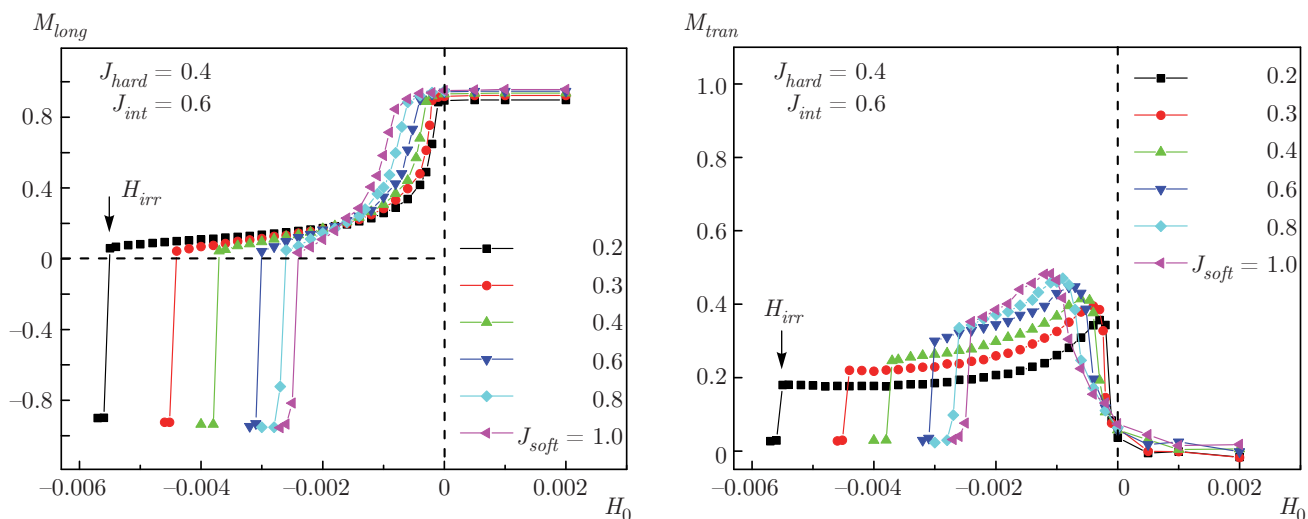 M_long
J_hard = 0.4
J_int = 0.6
0.8
0.4
0
−0.4
−0.8
H_irr
0.2
0.3
0.4
0.6
0.8
J_soft = 1.0
−0.006 −0.004 −0.002 0 0.002
H_0
M_tran
J_hard = 0.4
J_int = 0.6
1.0
0.8
0.6
0.4
0.2
0
H_irr
0.2
0.3
0.4
0.6
0.8
J_soft = 1.0
−0.006 −0.004 −0.002 0 0.002
H_0